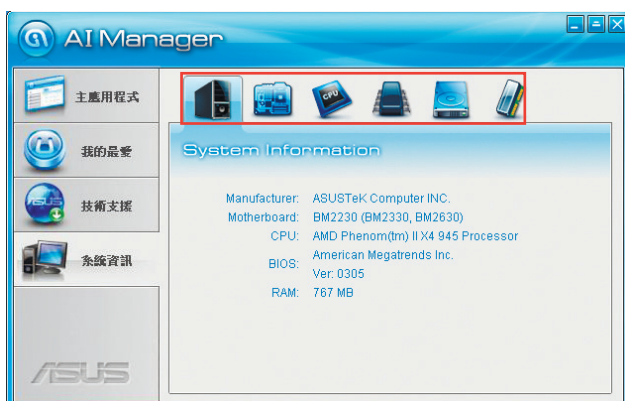 AI Manager
主應用程式
我的最愛
技術支援
系統資訊
CPU
System Information
Manufacturer: ASUSTeK Computer INC.
Motherboard: BM2230 (BM2330, BM2630)
CPU: AMD Phenom(tm) II X4 945 Processor
BIOS: American Megatrends Inc.
Ver: 0305
RAM: 767 MB
ASUS